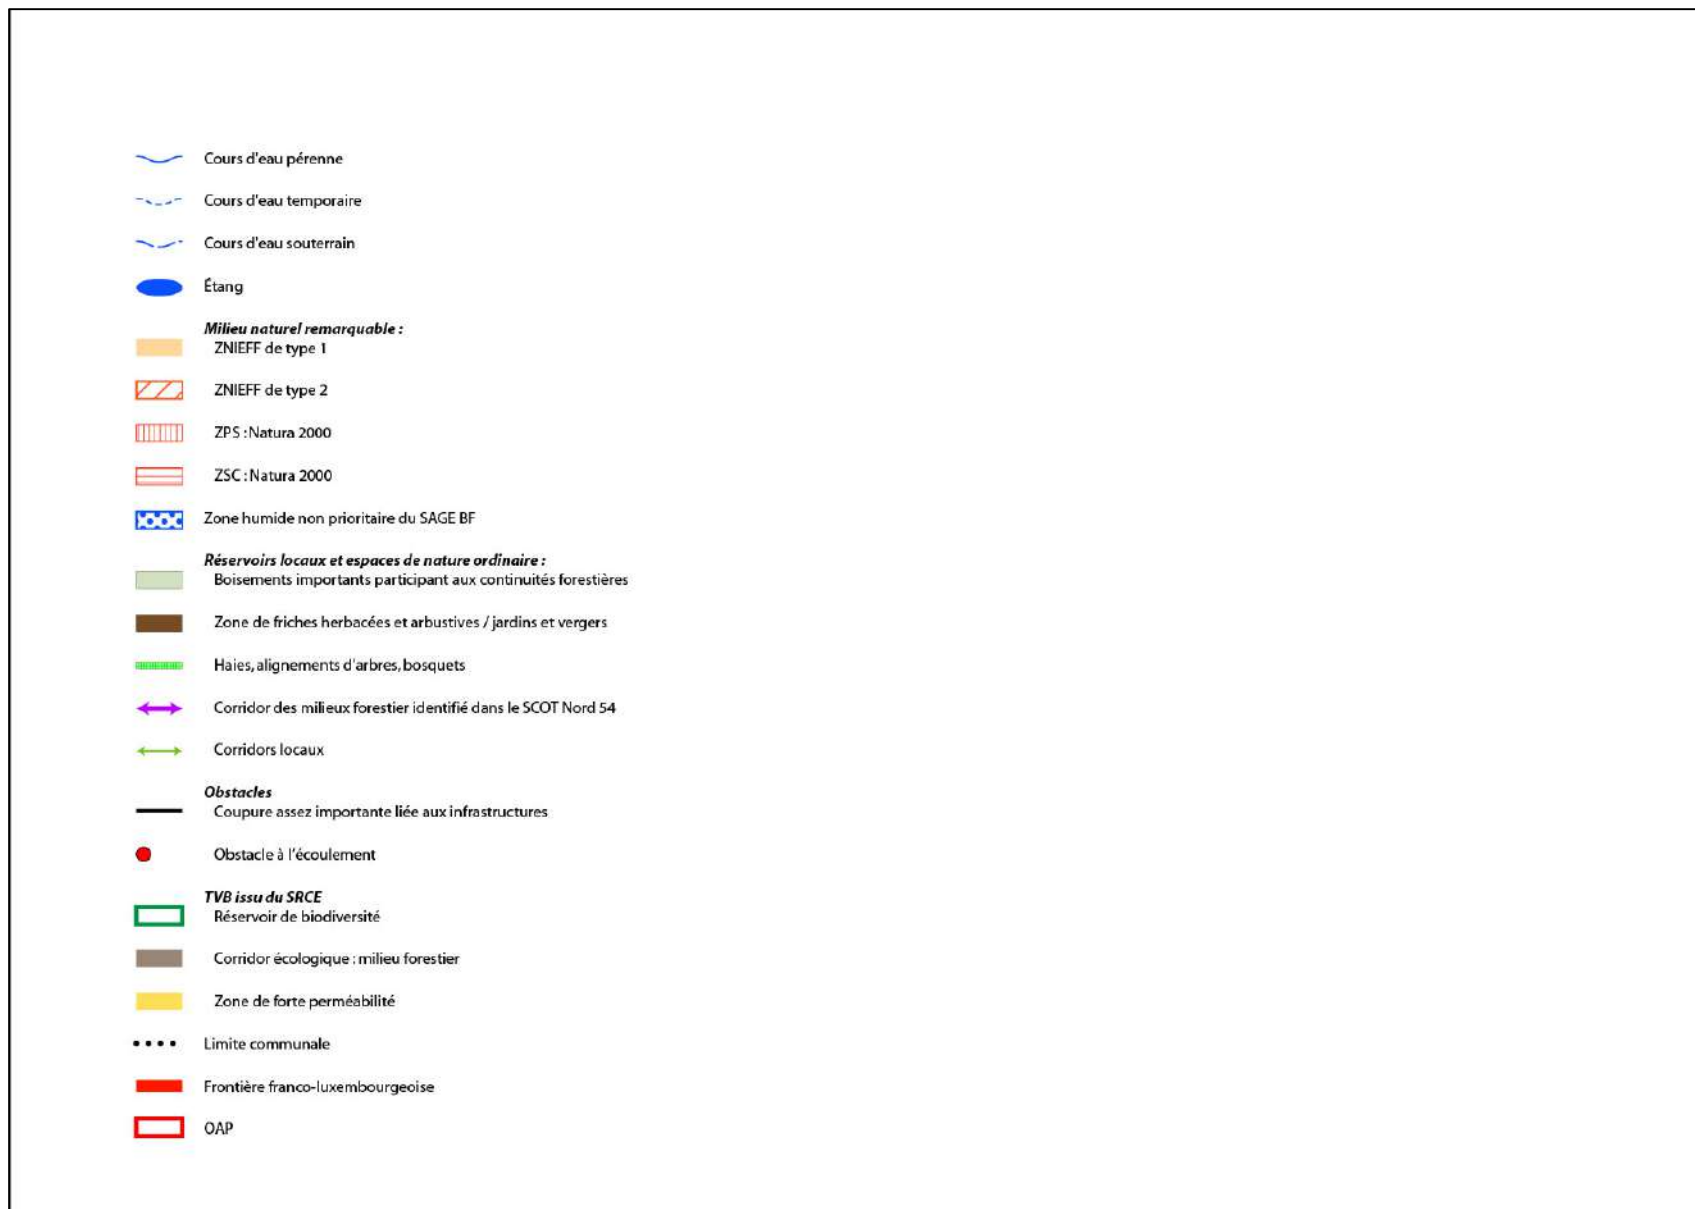 Cours d'eau pérenne
Cours d'eau temporaire
Cours d'eau souterrain
Étang
Milieu naturel remarquable :
ZNIEFF de type 1
ZNIEFF de type 2
ZPS : Natura 2000
ZSC : Natura 2000
Zone humide non prioritaire du SAGE BF
Réservoirs locaux et espaces de nature ordinaire :
Boisements importants participant aux continuités forestières
Zone de friches herbacées et arbustives / jardins et vergers
Haies, alignements d'arbres, bosquets
Corridor des milieux forestier identifié dans le SCOT Nord 54
Corridors locaux
Obstacles
Coupure assez importante liée aux infrastructures
Obstacle à l'écoulement
TVB issu du SRCE
Réservoir de biodiversité
Corridor écologique : milieu forestier
Zone de forte perméabilité
Limite communale
Frontière franco-luxembourgeoise
OAP